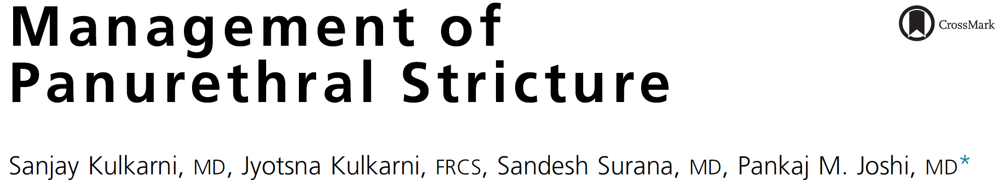 Management of
Panurethral Stricture
CrossMark
Sanjay Kulkarni, MD, Jyotsna Kulkarni, FRCS, Sandesh Surana, MD, Pankaj M. Joshi, MD*